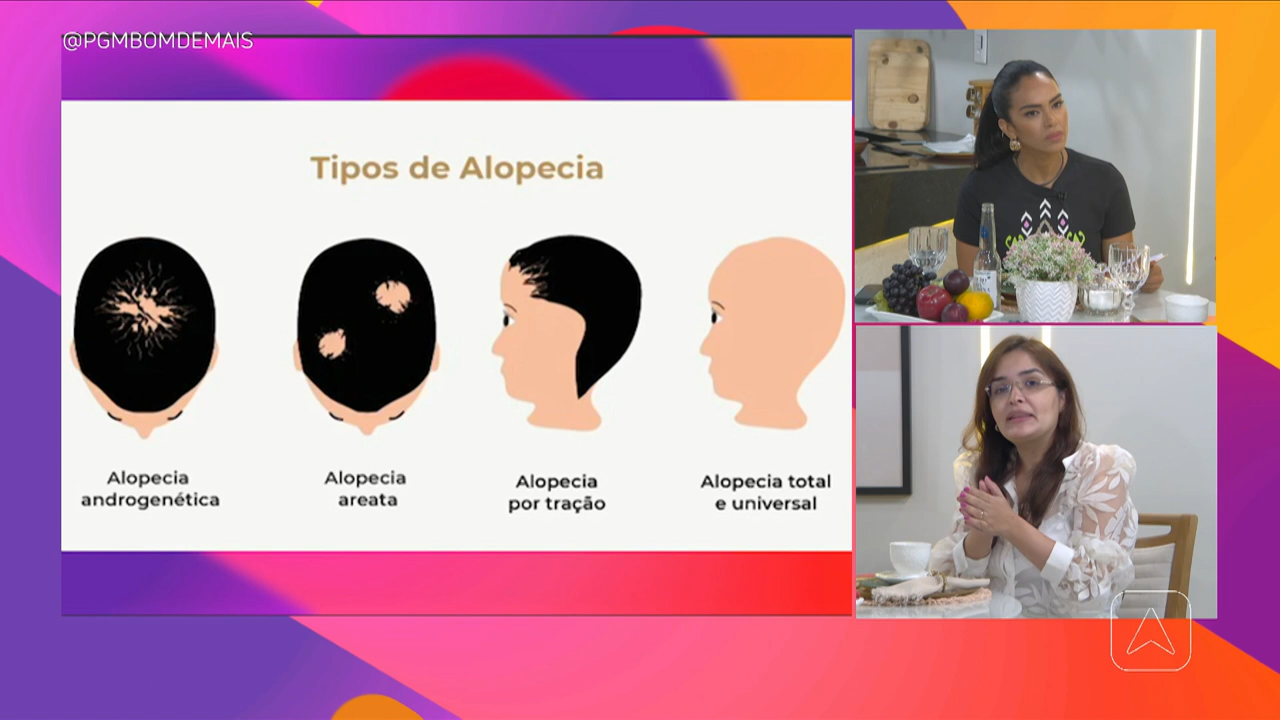 @PGMBOMDEMAIS
Tipos de Alopecia
Alopecia
androgenética
Alopecia
areata
Alopecia
por tração
Alopecia total
e universal